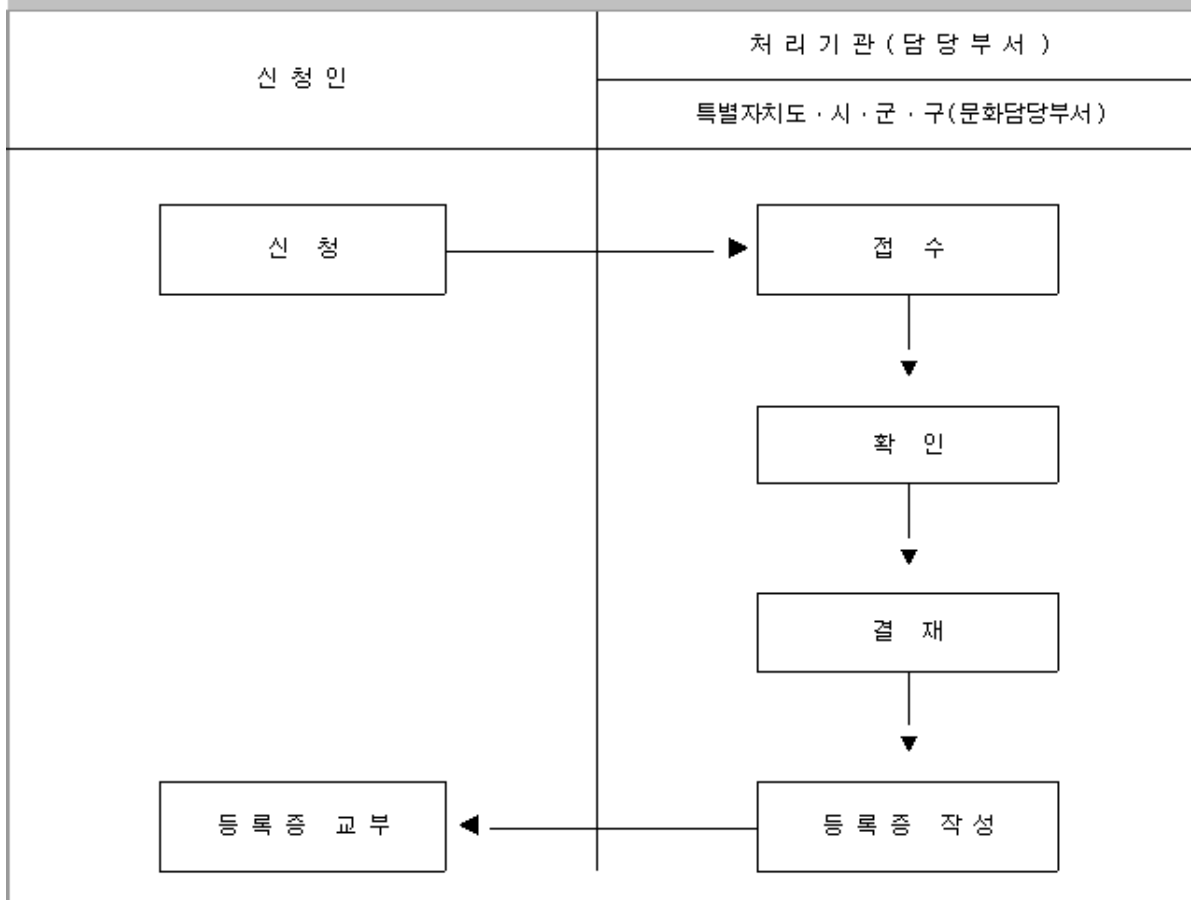 신 청 인
처 리 기 관 ( 담 당 부 서 )
특별자치도 · 시 · 군 · 구(문화담당부서)
신 청
접 수
확 인
결 재
등 록 증 교 부
등 록 증 작 성